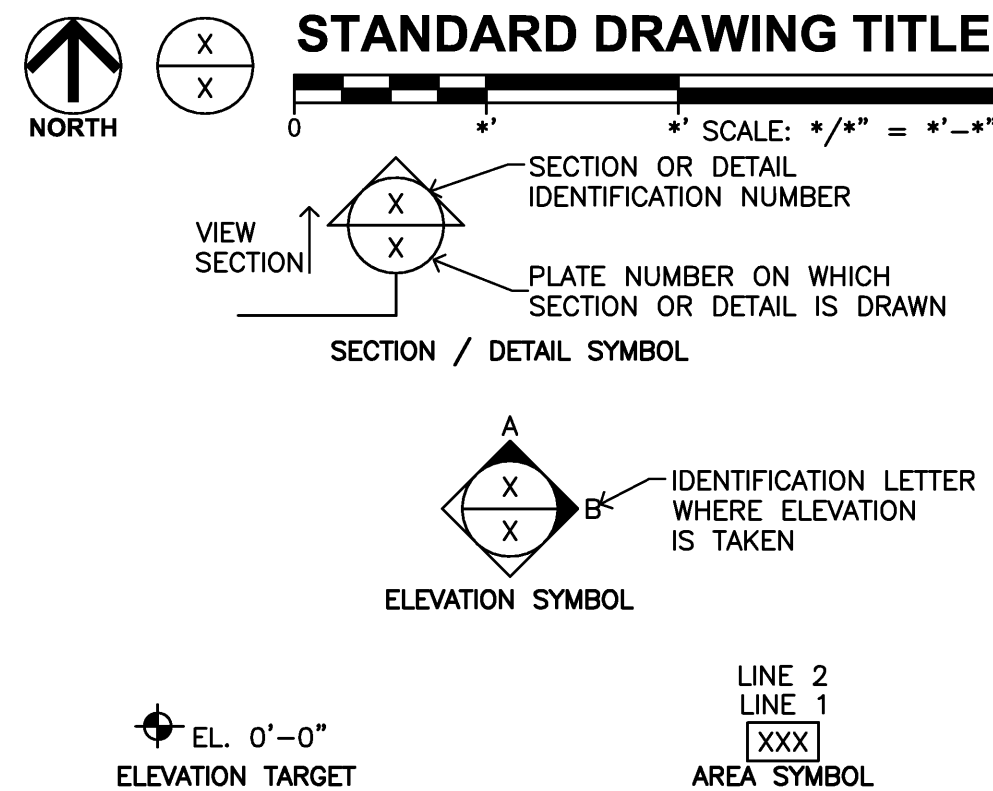 X
X
STANDARD DRAWING TITLE
NORTH
0 *' *' SCALE: */*" = *'-*"
SECTION OR DETAIL
IDENTIFICATION NUMBER
X
X
VIEW
SECTION
PLATE NUMBER ON WHICH
SECTION OR DETAIL IS DRAWN
SECTION / DETAIL SYMBOL
A
X
X
B
IDENTIFICATION LETTER
WHERE ELEVATION
IS TAKEN
ELEVATION SYMBOL
EL. 0'-0"
ELEVATION TARGET
LINE 2
LINE 1
XXX
AREA SYMBOL